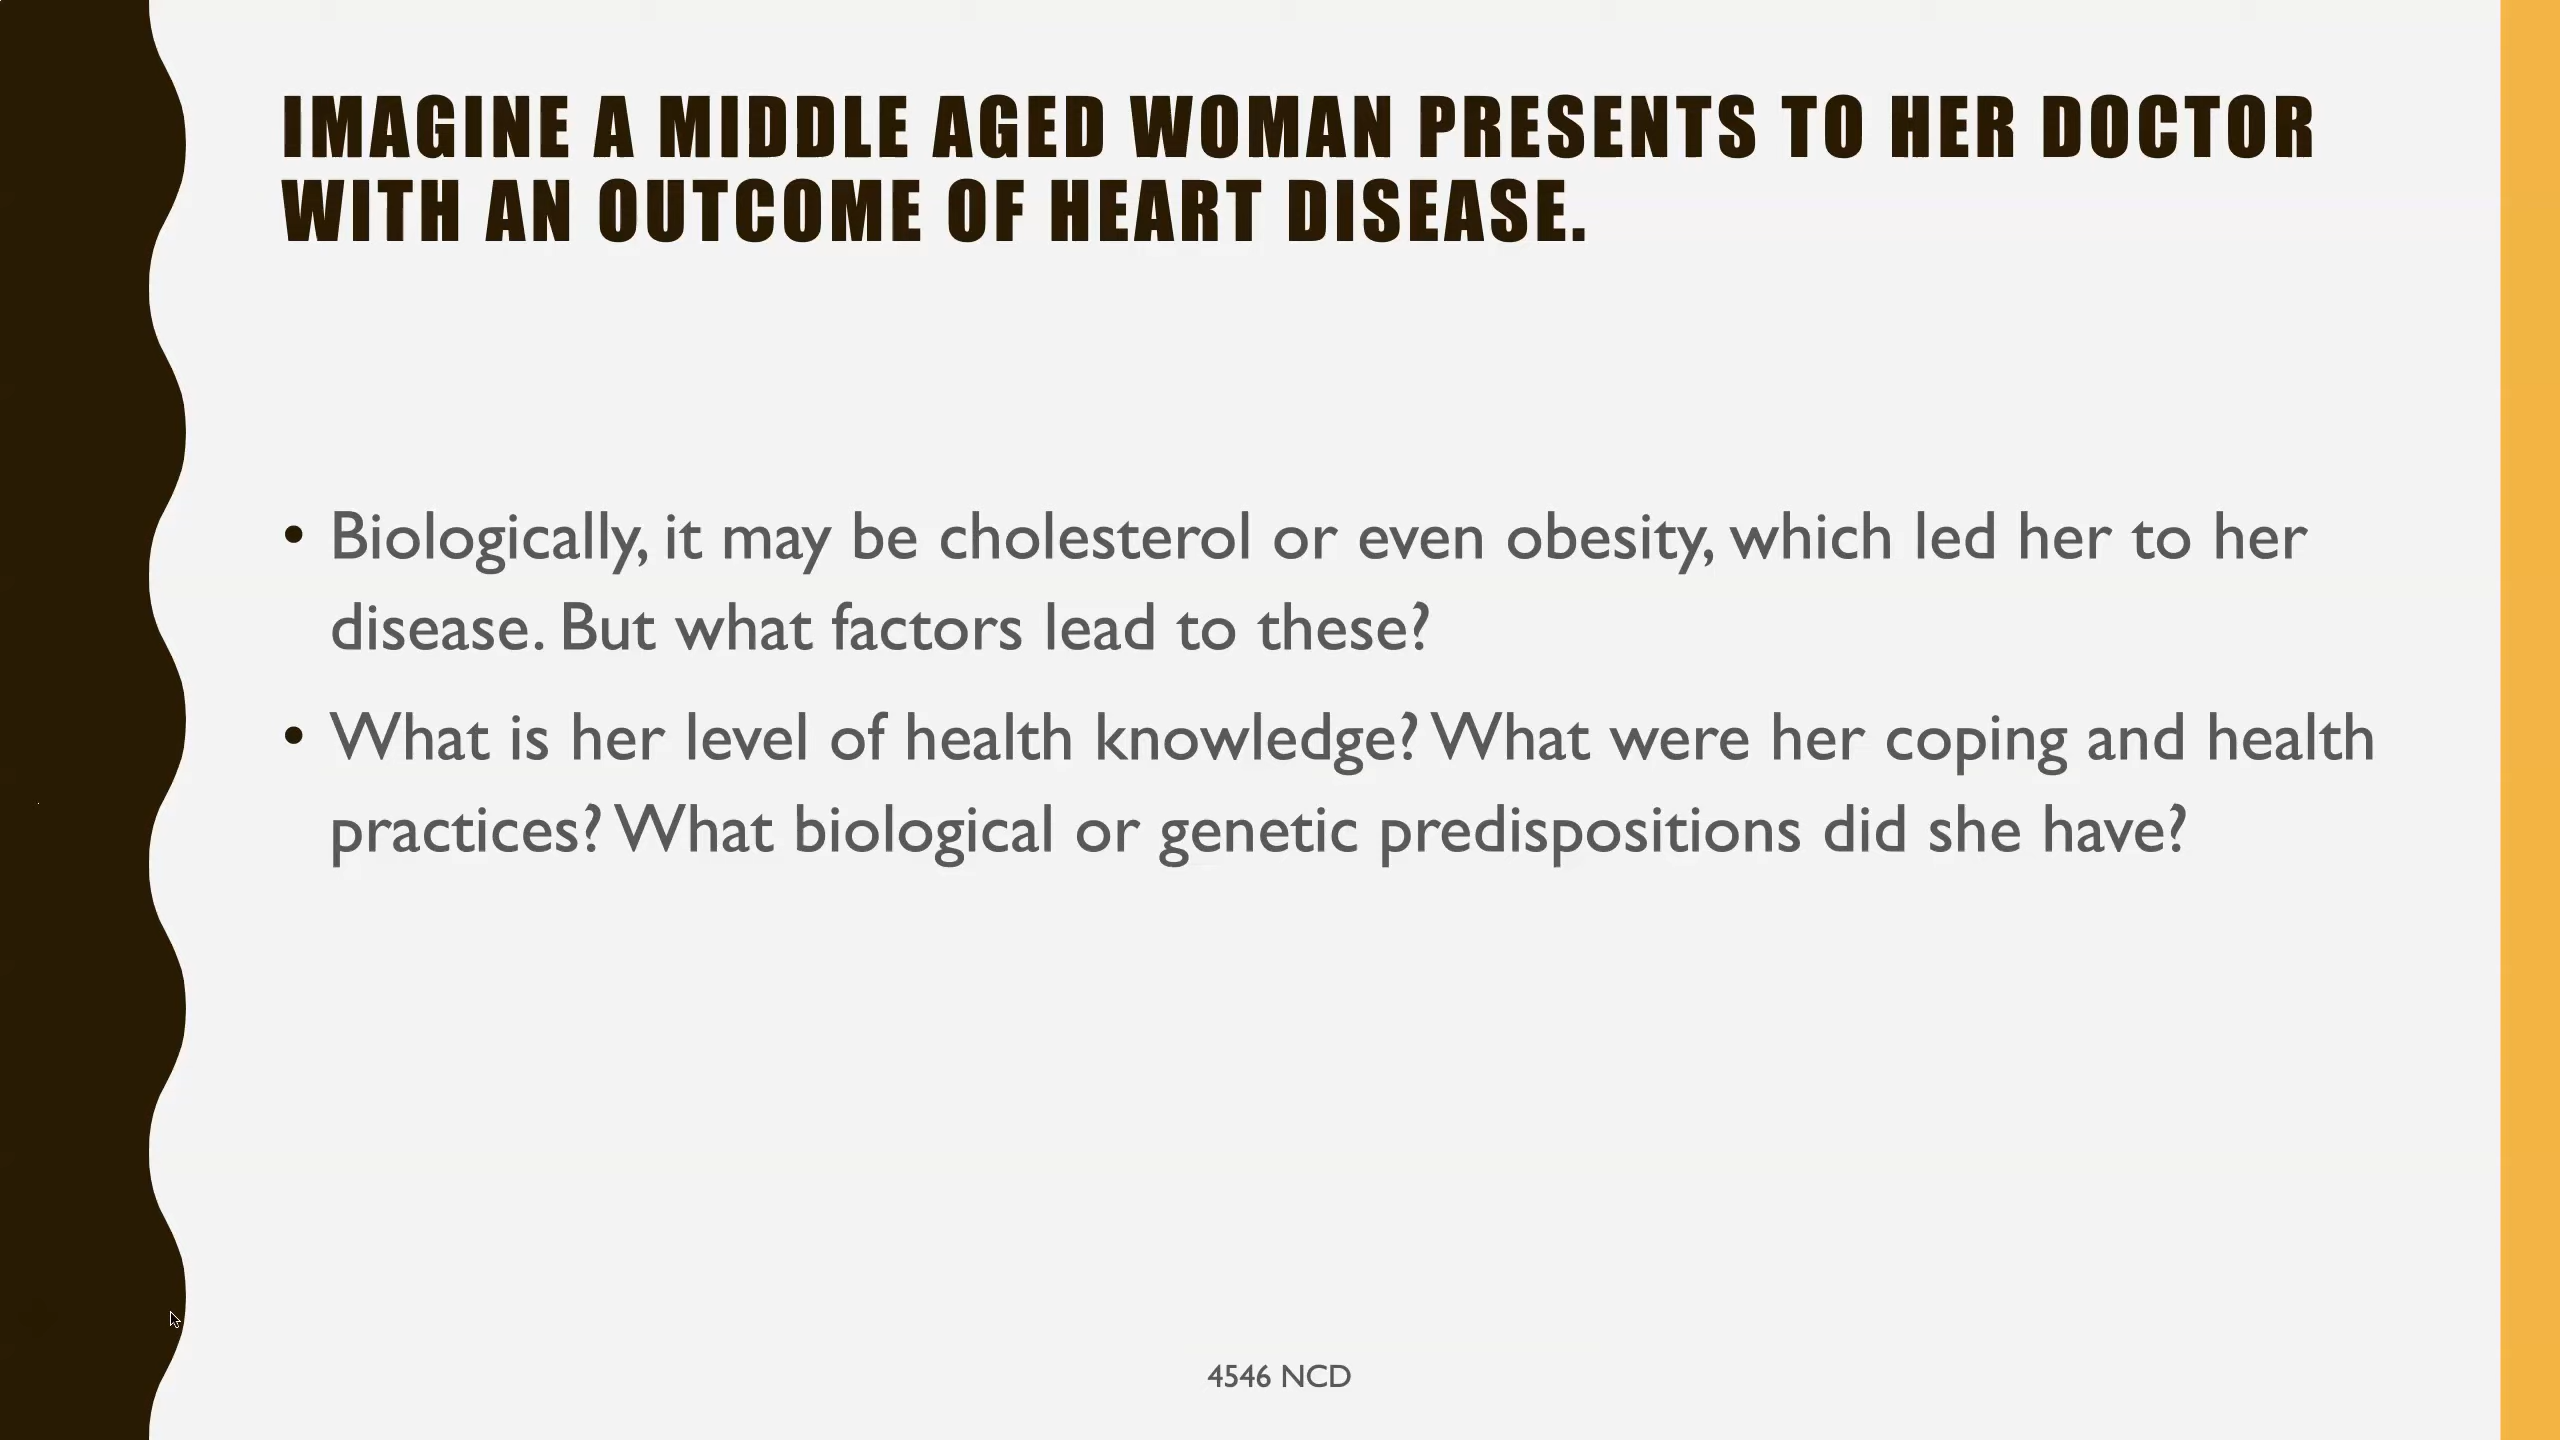 IMAGINE A MIDDLE AGED WOMAN PRESENTS TO HER DOCTOR
WITH AN OUTCOME OF HEART DISEASE.
• Biologically, it may be cholesterol or even obesity, which led her to her
disease. But what factors lead to these?
• What is her level of health knowledge? What were her coping and health
practices? What biological or genetic predispositions did she have?
4546 NCD